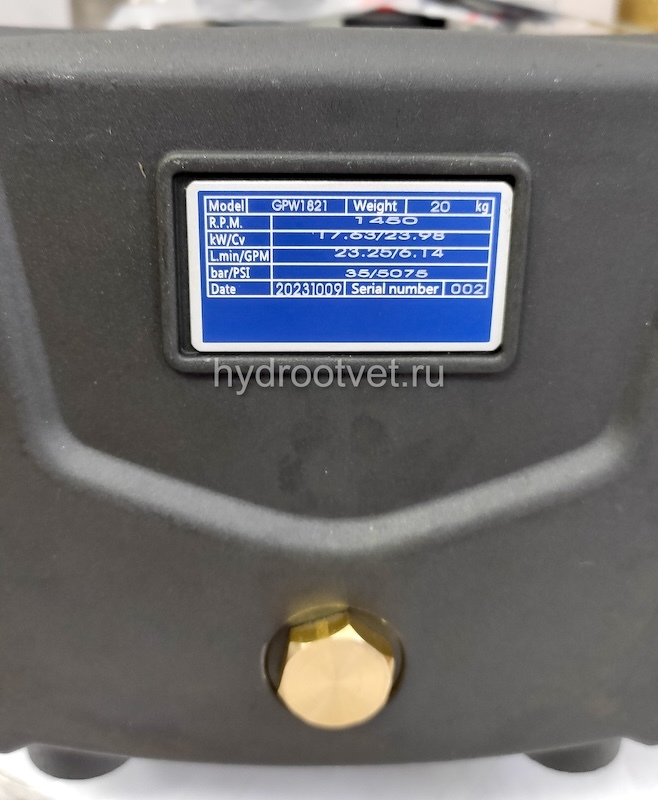 Model GPW1821 Weight 20 kg
R.P.M. 1450
kW/Cv 17.63/23.98
L.min/GPM 23.25/6.14
bar/PSI 35/5075
Date 20231009 Serial number 002
hydrootvet.ru